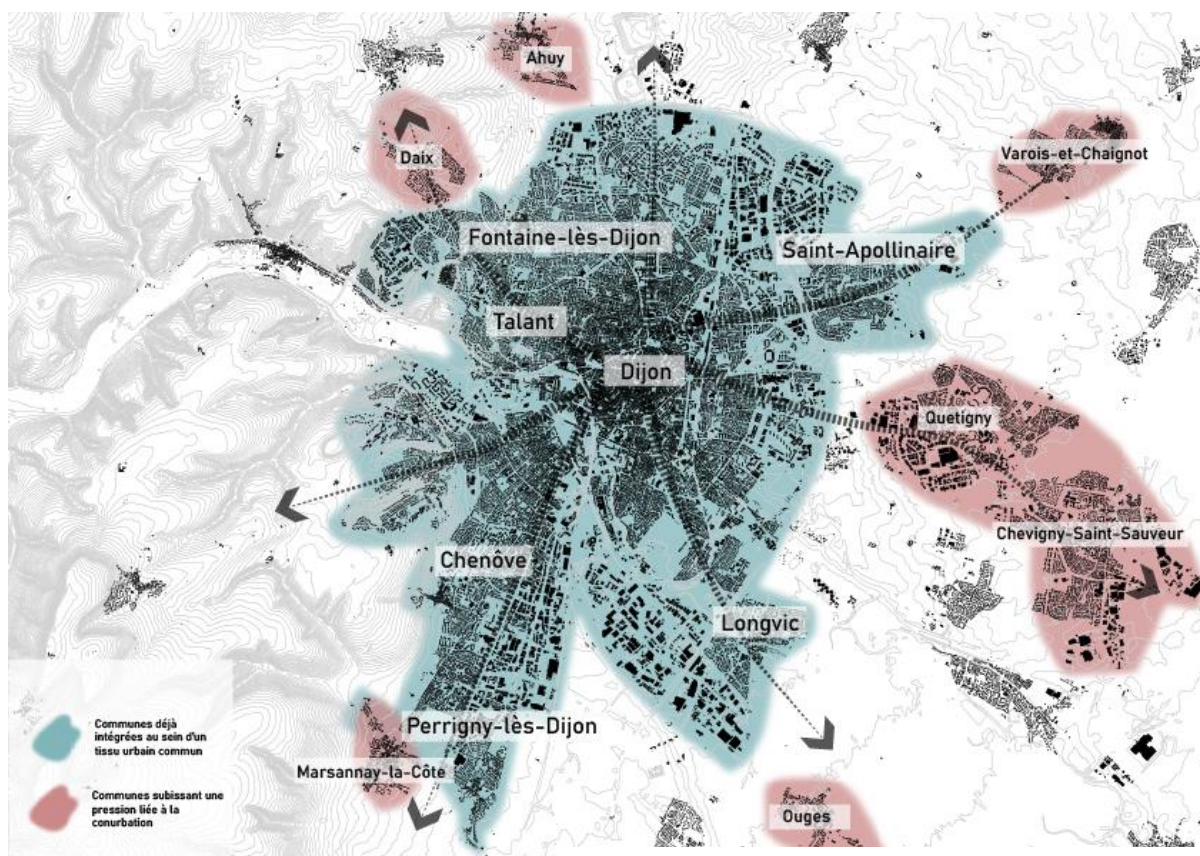 Ahuy
Daix
Varois-et-Chaignot
Fontaine-lès-Dijon
Saint-Apollinaire
Talant
Dijon
Quetigny
Chevigny-Saint-Sauveur
Chenôve
Longvic
Perrigny-lès-Dijon
Marsannay-la-Côte
Ouges
Communes déjà
intégrées au sein d'un
tissu urbain commun
Communes subissant une
pression liée à la
conurbation